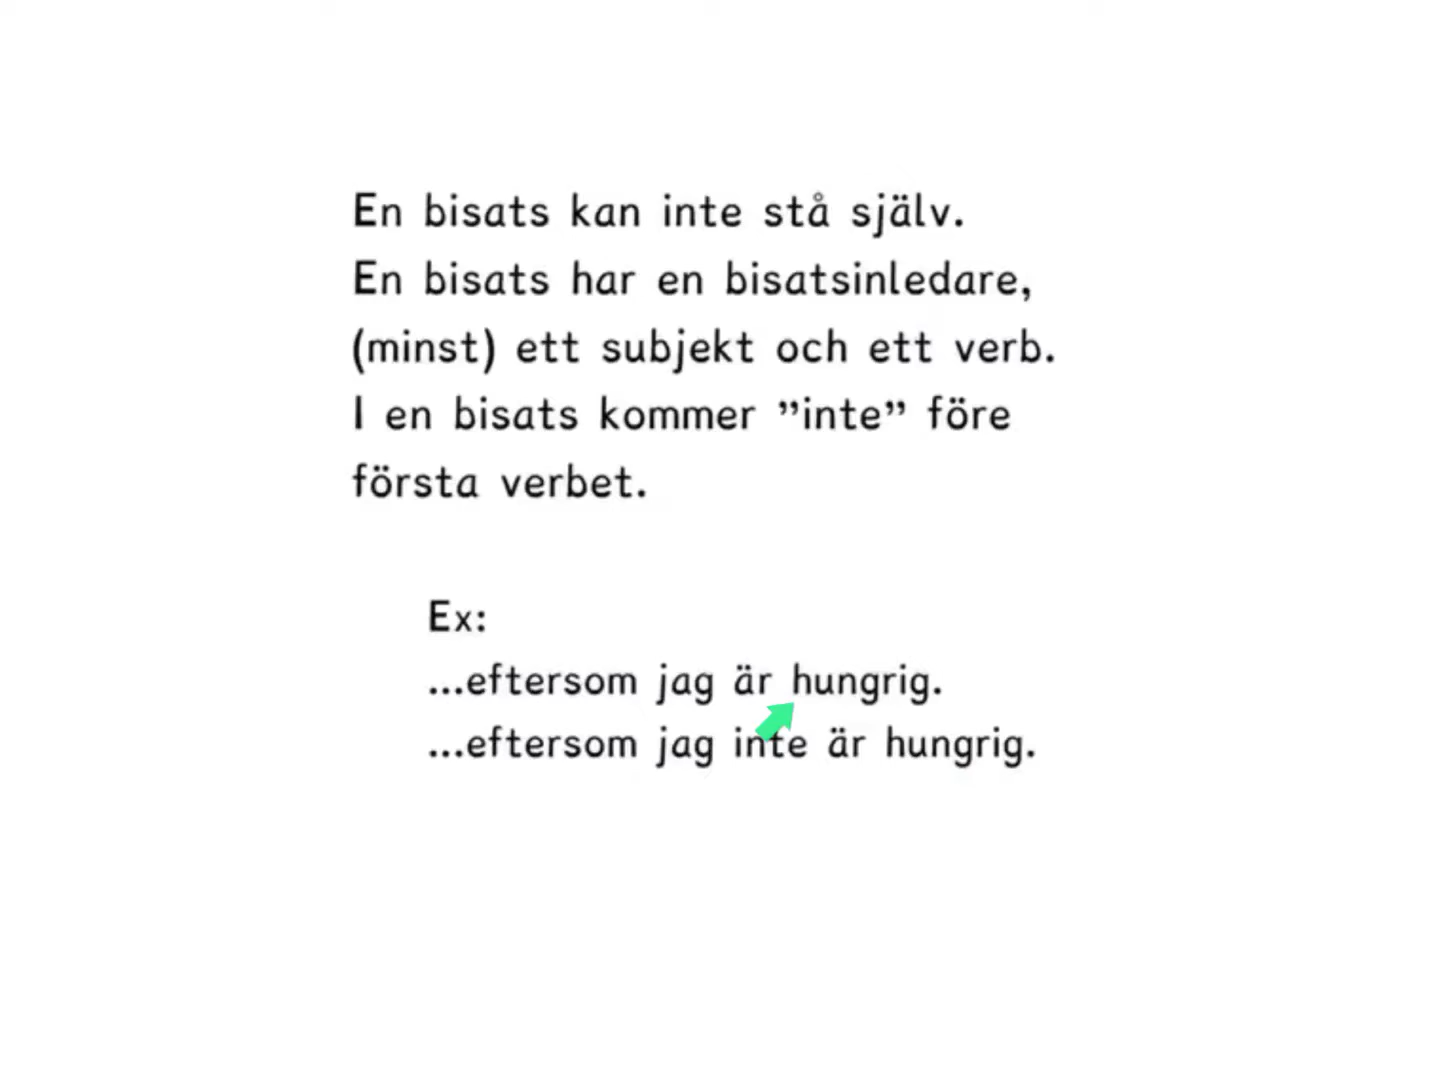 En bisats kan inte stå själv.
En bisats har en bisatsinledare,
(minst) ett subjekt och ett verb.
I en bisats kommer ”inte” före
första verbet.
Ex:
...eftersom jag är hungrig.
...eftersom jag inte är hungrig.